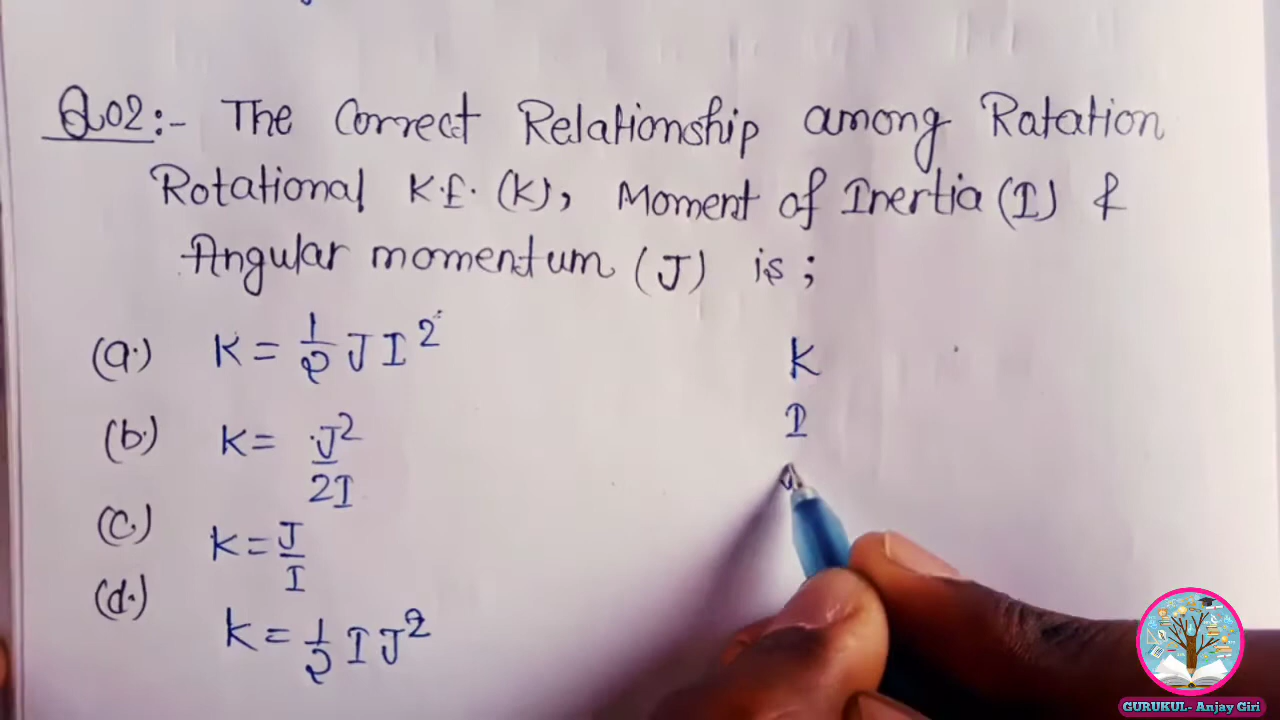 Q.02:- The Correct Relationship among Rotation
Rotational K.E. (K), Moment of Inertia (I) &
Angular momentum (J) is ;
(a.) K = 1/2 J I²
(b.) K = J²/2I
(c.) K = J/I
(d.) K = 1/2 I J²
K
I
GURUKUL- Anjay Giri